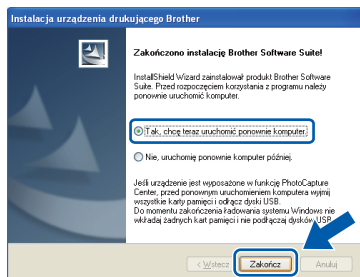 Instalacja urządzenia drukującego Brother
Zakończono instalację Brother Software Suite!
InstallShield Wizard zainstalował produkt Brother Software
Suite. Przed rozpoczęciem korzystania z programu należy
ponownie uruchomić komputer.
Tak, chcę teraz uruchomić ponownie komputer.
Nie, uruchomię ponownie komputer później.
Jeśli urządzenie jest wyposażone w funkcję PhotoCapture
Center, przed ponownym uruchomieniem komputera wyjmij
wszystkie karty pamięci i odłącz dyski USB.
Do momentu zakończenia ładowania systemu Windows nie
wkładaj żadnych kart pamięci i nie podłączaj dysków USB.
< Wstecz Zakończ Anuluj